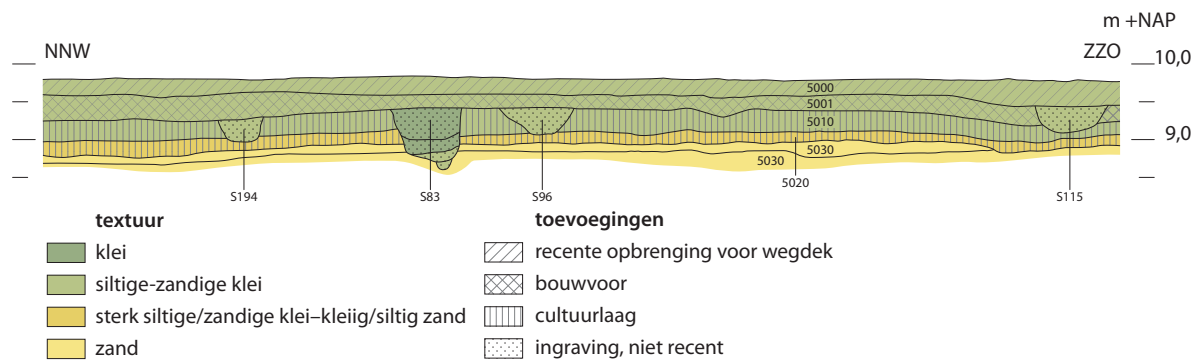 m +NAP
NNW
ZZO
10,0
5000
5001
5010
9,0
5030
5030
S194
S83
S96
5020
S115
textuur
klei
siltige-zandige klei
sterk siltige/zandige klei–kleiig/siltig zand
zand
toevoegingen
recente opbrenging voor wegdek
bouwvoor
cultuurlaag
ingraving, niet recent